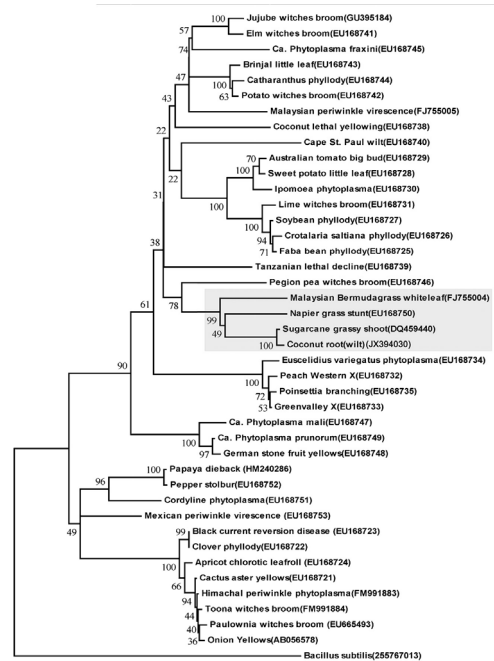 Jujube witches broom(GU395184)
100
57
Elm witches broom(EU168741)
74
Ca. Phytoplasma fraxini(EU168745)
Brinjal little leaf(EU168743)
47
100
Catharanthus phyllody(EU168744)
63
Potato witches broom(EU168742)
43
Malaysian periwinkle virescence(FJ755005)
Coconut lethal yellowing(EU168738)
22
Cape St. Paul wilt(EU168740)
70
Australian tomato big bud(EU168729)
22
100
Sweet potato little leaf(EU168728)
Ipomoea phytoplasma(EU168730)
31
100
Lime witches broom(EU168731)
100
Soybean phyllody(EU168727)
94
Crotalaria saltiana phyllody(EU168726)
38
71
Faba bean phyllody(EU168725)
Tanzanian lethal decline(EU168739)
Pegion pea witches broom(EU168746)
61
78
Malaysian Bermudagrass whiteleaf(FJ755004)
99
Napier grass stunt(EU168750)
49
Sugarcane grassy shoot(DQ459440)
100
Coconut root(wilt)(JX394030)
Euscelidius variegatus phytoplasma(EU168734)
90
100
Peach Western X(EU168732)
72
Poinsettia branching(EU168735)
53
Greenvalley X(EU168733)
Ca. Phytoplasma mali(EU168747)
100
Ca. Phytoplasma prunorum(EU168749)
97
German stone fruit yellows(EU168748)
100
Papaya dieback (HM240286)
96
Pepper stolbur(EU168752)
Cordyline phytoplasma(EU168751)
49
Mexican periwinkle virescence (EU168753)
99
Black current reversion disease (EU168723)
Clover phyllody(EU168722)
100
Apricot chlorotic leafroll (EU168724)
66
Cactus aster yellows(EU168721)
94
Himachal periwinkle phytoplasma(FM991883)
44
Toona witches broom(FM991884)
40
Paulownia witches broom (EU665493)
36
Onion Yellows(AB056578)
Bacillus subtilis(255767013)